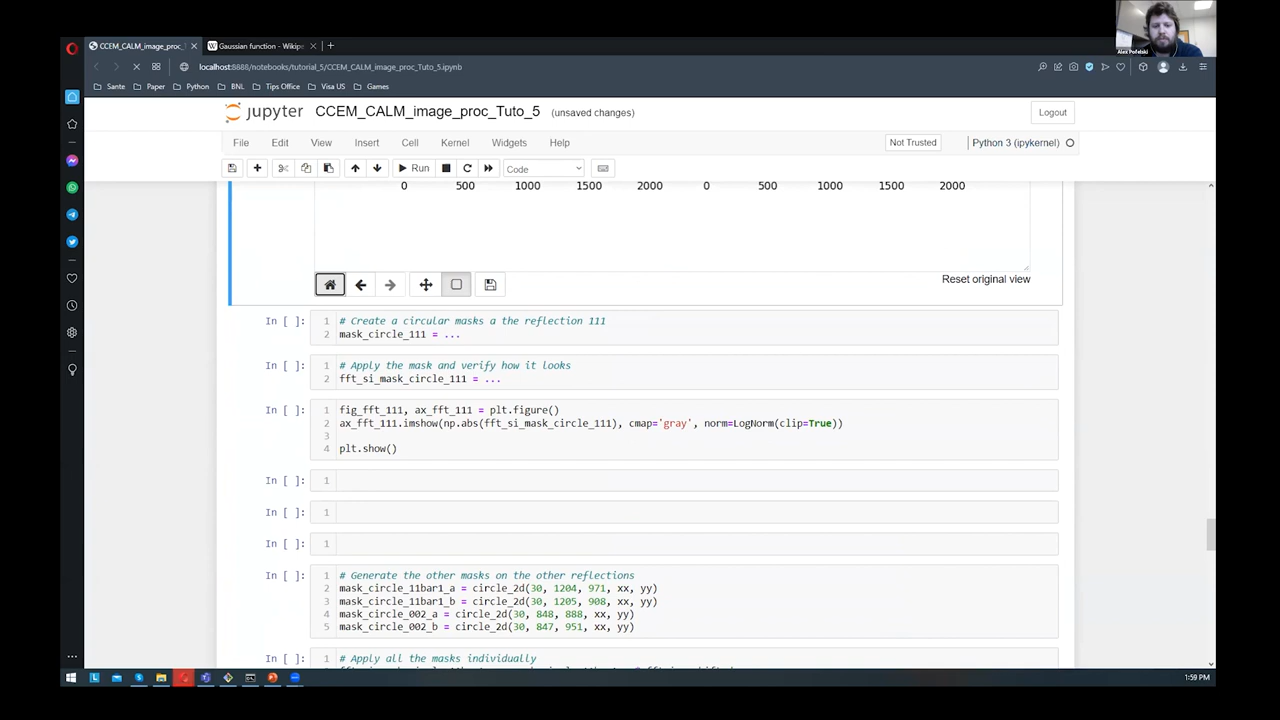 Alex Pofelski
CCEM_CALM_image_proc_
Gaussian function - Wikipe
localhost:8888/notebooks/tutorial_5/CCEM_CALM_image_proc_Tuto_5.ipynb
Sante Paper Python BNL Tips Office Visa US Games
jupyter CCEM_CALM_image_proc_Tuto_5 (unsaved changes) Logout
File Edit View Insert Cell Kernel Widgets Help Not Trusted Python 3 (ipykernel)
Run Code
0 500 1000 1500 2000 0 500 1000 1500 2000
Reset original view
In [ ]: 1 # Create a circular masks a the reflection 111
2 mask_circle_111 = ...
In [ ]: 1 # Apply the mask and verify how it looks
2 fft_si_mask_circle_111 = ...
In [ ]: 1 fig_fft_111, ax_fft_111 = plt.figure()
2 ax_fft_111.imshow(np.abs(fft_si_mask_circle_111), cmap='gray', norm=LogNorm(clip=True))
3
4 plt.show()
In [ ]: 1
In [ ]: 1
In [ ]: 1
In [ ]: 1 # Generate the other masks on the other reflections
2 mask_circle_11bar1_a = circle_2d(30, 1204, 971, xx, yy)
3 mask_circle_11bar1_b = circle_2d(30, 1205, 908, xx, yy)
4 mask_circle_002_a = circle_2d(30, 848, 888, xx, yy)
5 mask_circle_002_b = circle_2d(30, 847, 951, xx, yy)
In [ ]: 1 # Apply all the masks individually
1:59 PM